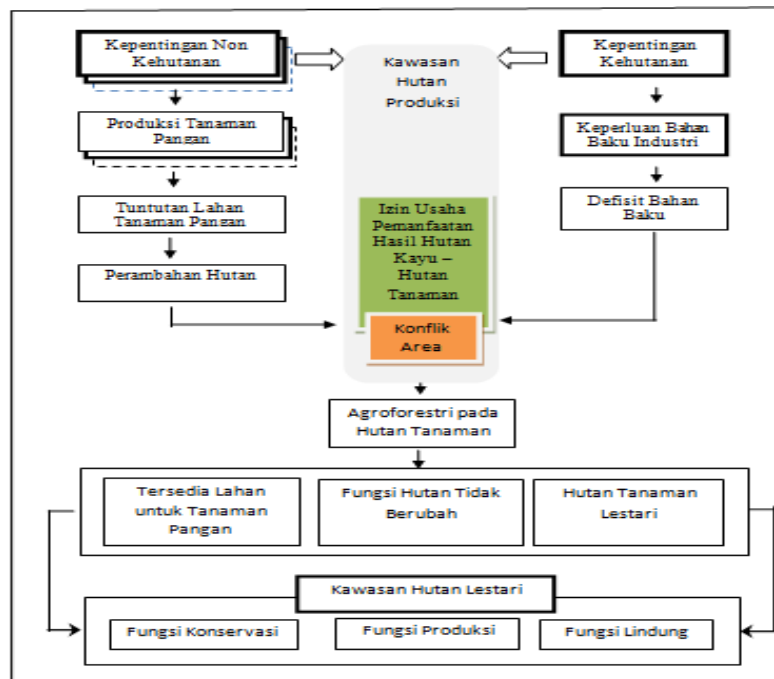 Kepentingan Non
Kehutanan
Produksi Tanaman
Pangan
Tuntutan Lahan
Tanaman Pangan
Perambahan Hutan
Kawasan
Hutan
Produksi
Izin Usaha
Pemanfaatan
Hasil Hutan
Kayu –
Hutan
Tanaman
Konflik
Area
Kepentingan
Kehutanan
Keperluan Bahan
Baku Industri
Defisit Bahan
Baku
Agroforestri pada
Hutan Tanaman
Tersedia Lahan
untuk Tanaman
Pangan
Fungsi Hutan Tidak
Berubah
Hutan Tanaman
Lestari
Kawasan Hutan Lestari
Fungsi Konservasi
Fungsi Produksi
Fungsi Lindung